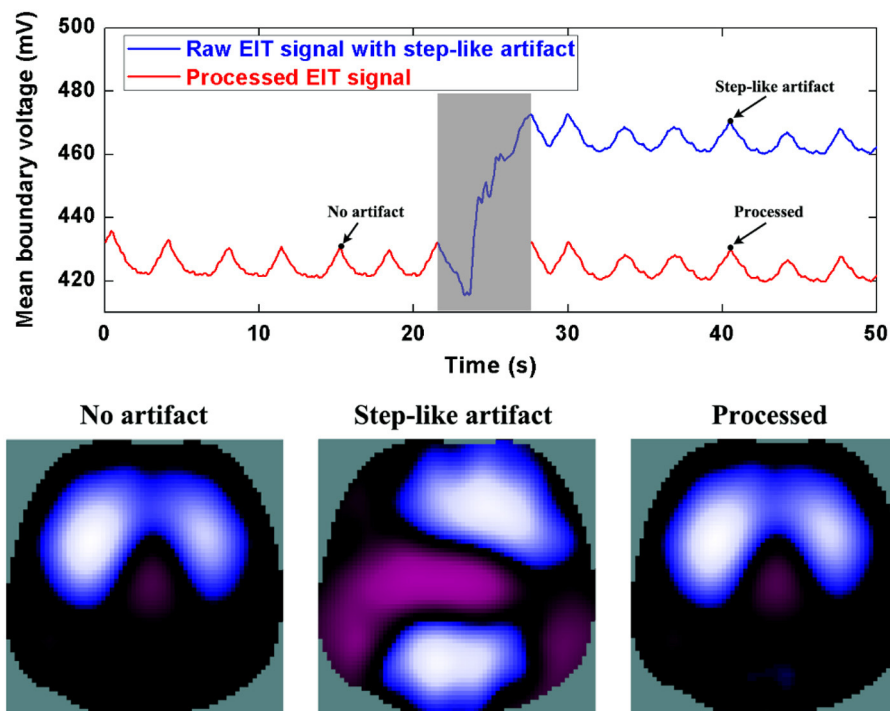 Mean boundary voltage (mV)
500
480
460
440
420
Raw EIT signal with step-like artifact
Processed EIT signal
Step-like artifact
No artifact
Processed
0 10 20 30 40 50
Time (s)
No artifact Step-like artifact Processed